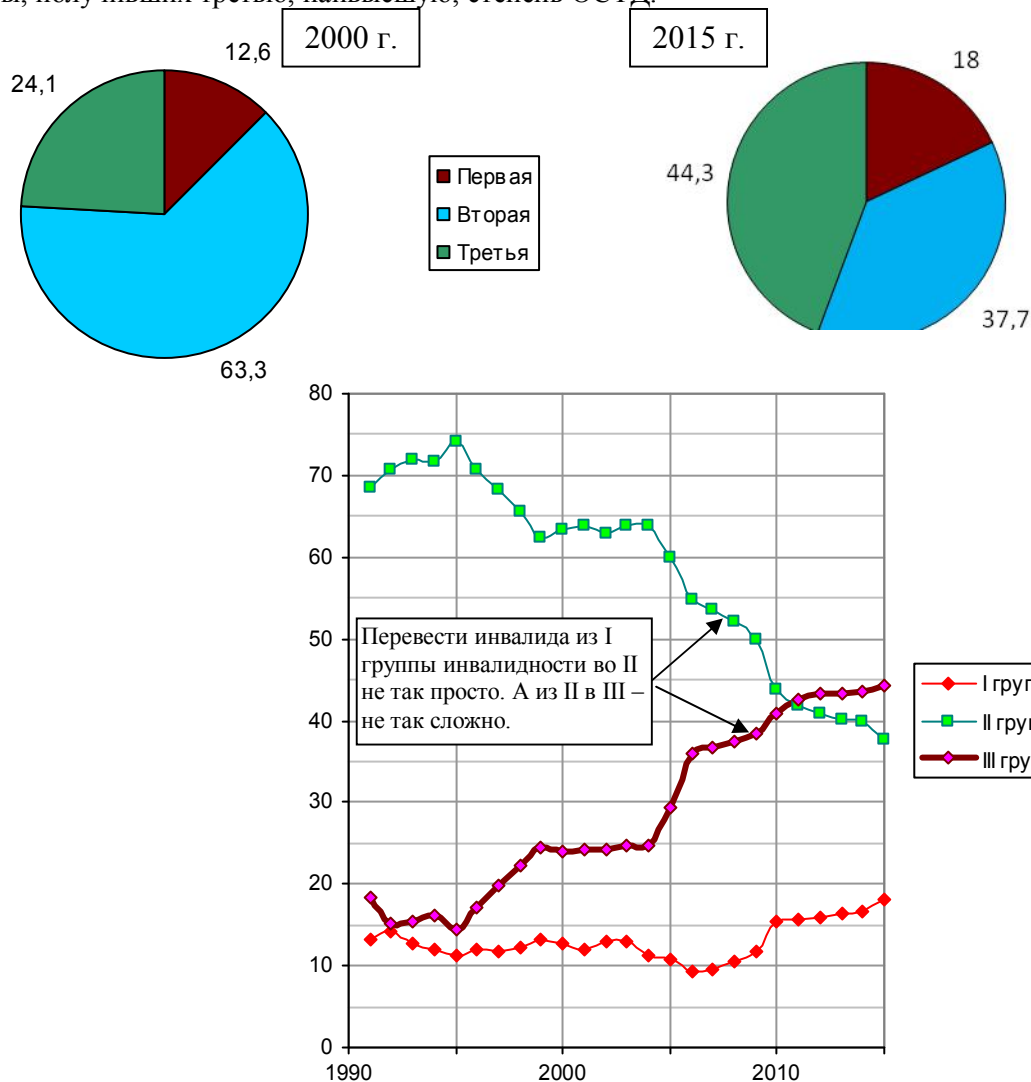 2000 г.
2015 г.
12,6
24,1
63,3
Первая
Вторая
Третья
18
44,3
37,7
80
70
60
50
40
30
20
10
0
1990
2000
2010
Перевести инвалида из I
группы инвалидности во II
не так просто. А из II в III –
не так сложно.
I
II
III